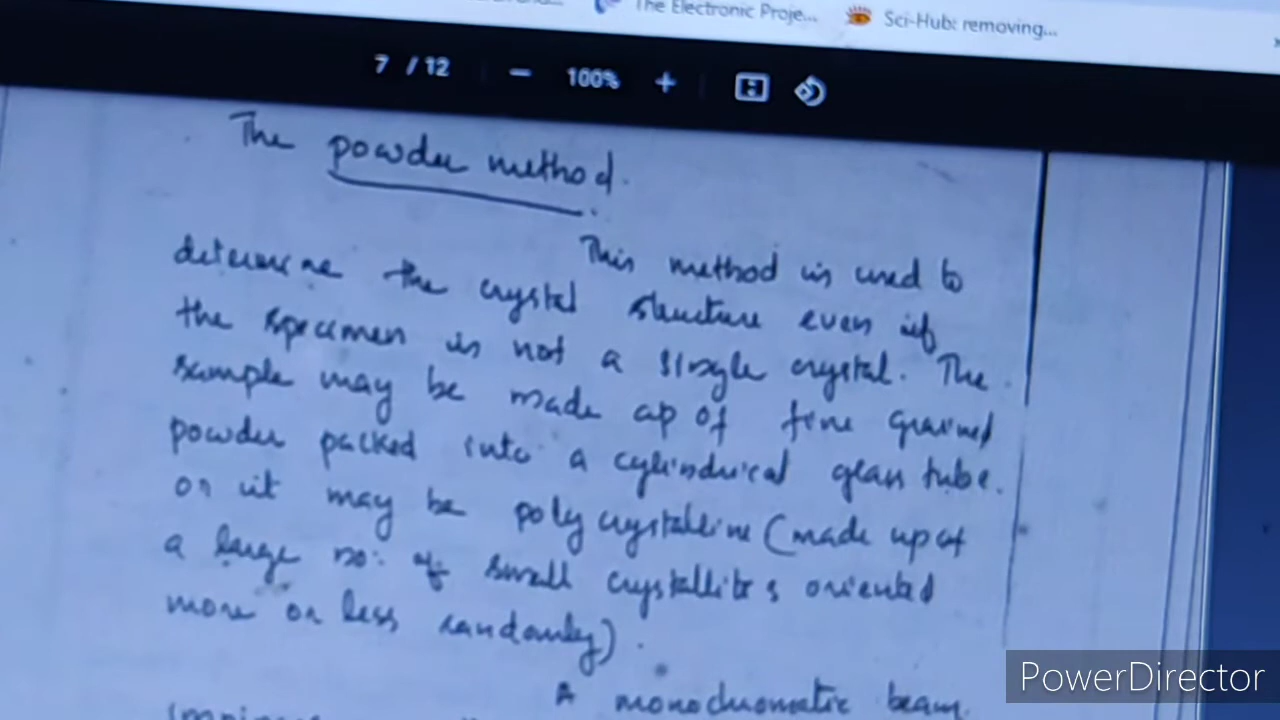 The Electronic Proje...
Sci-Hub: removing...
7 / 12
100%
The powder method.
This method is used to
determine the crystal structure even if
the specimen is not a single crystal. The
sample may be made up of fine grained
powder packed into a cylindrical glass tube.
or it may be polycrystalline (made up of
a large no: of small crystallites oriented
more or less randomly).
A monochromatic beam
PowerDirector